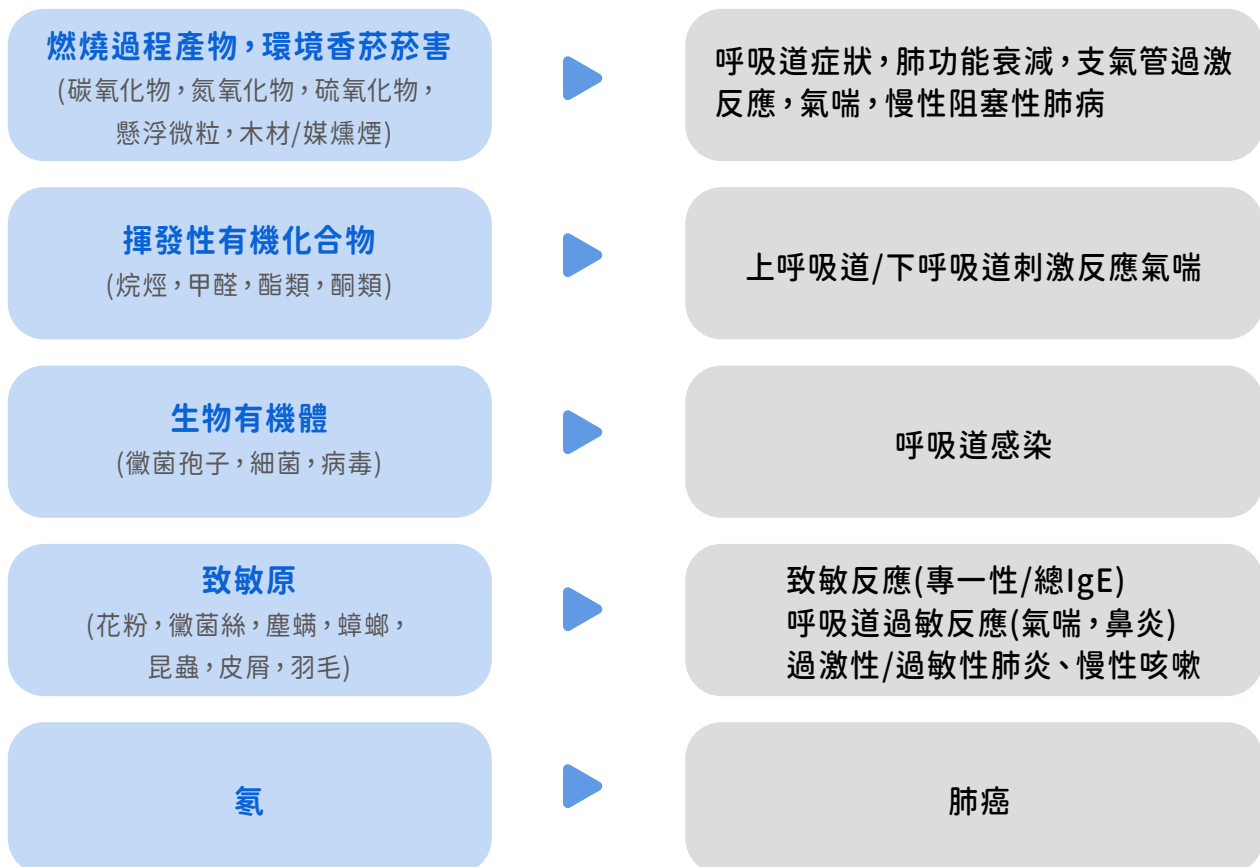 燃燒過程產物，環境香菸菸害
(碳氧化物，氮氧化物，硫氧化物，
懸浮微粒，木材/媒燻煙)
呼吸道症狀，肺功能衰減，支氣管過激
反應，氣喘，慢性阻塞性肺病
揮發性有機化合物
(烷烴，甲醛，酯類，酮類)
上呼吸道/下呼吸道刺激反應氣喘
生物有機體
(黴菌孢子，細菌，病毒)
呼吸道感染
致敏原
(花粉，黴菌絲，塵螨，蟑螂，
昆蟲，皮屑，羽毛)
致敏反應(專一性/總IgE)
呼吸道過敏反應(氣喘，鼻炎)
過激性/過敏性肺炎、慢性咳嗽
氡
肺癌